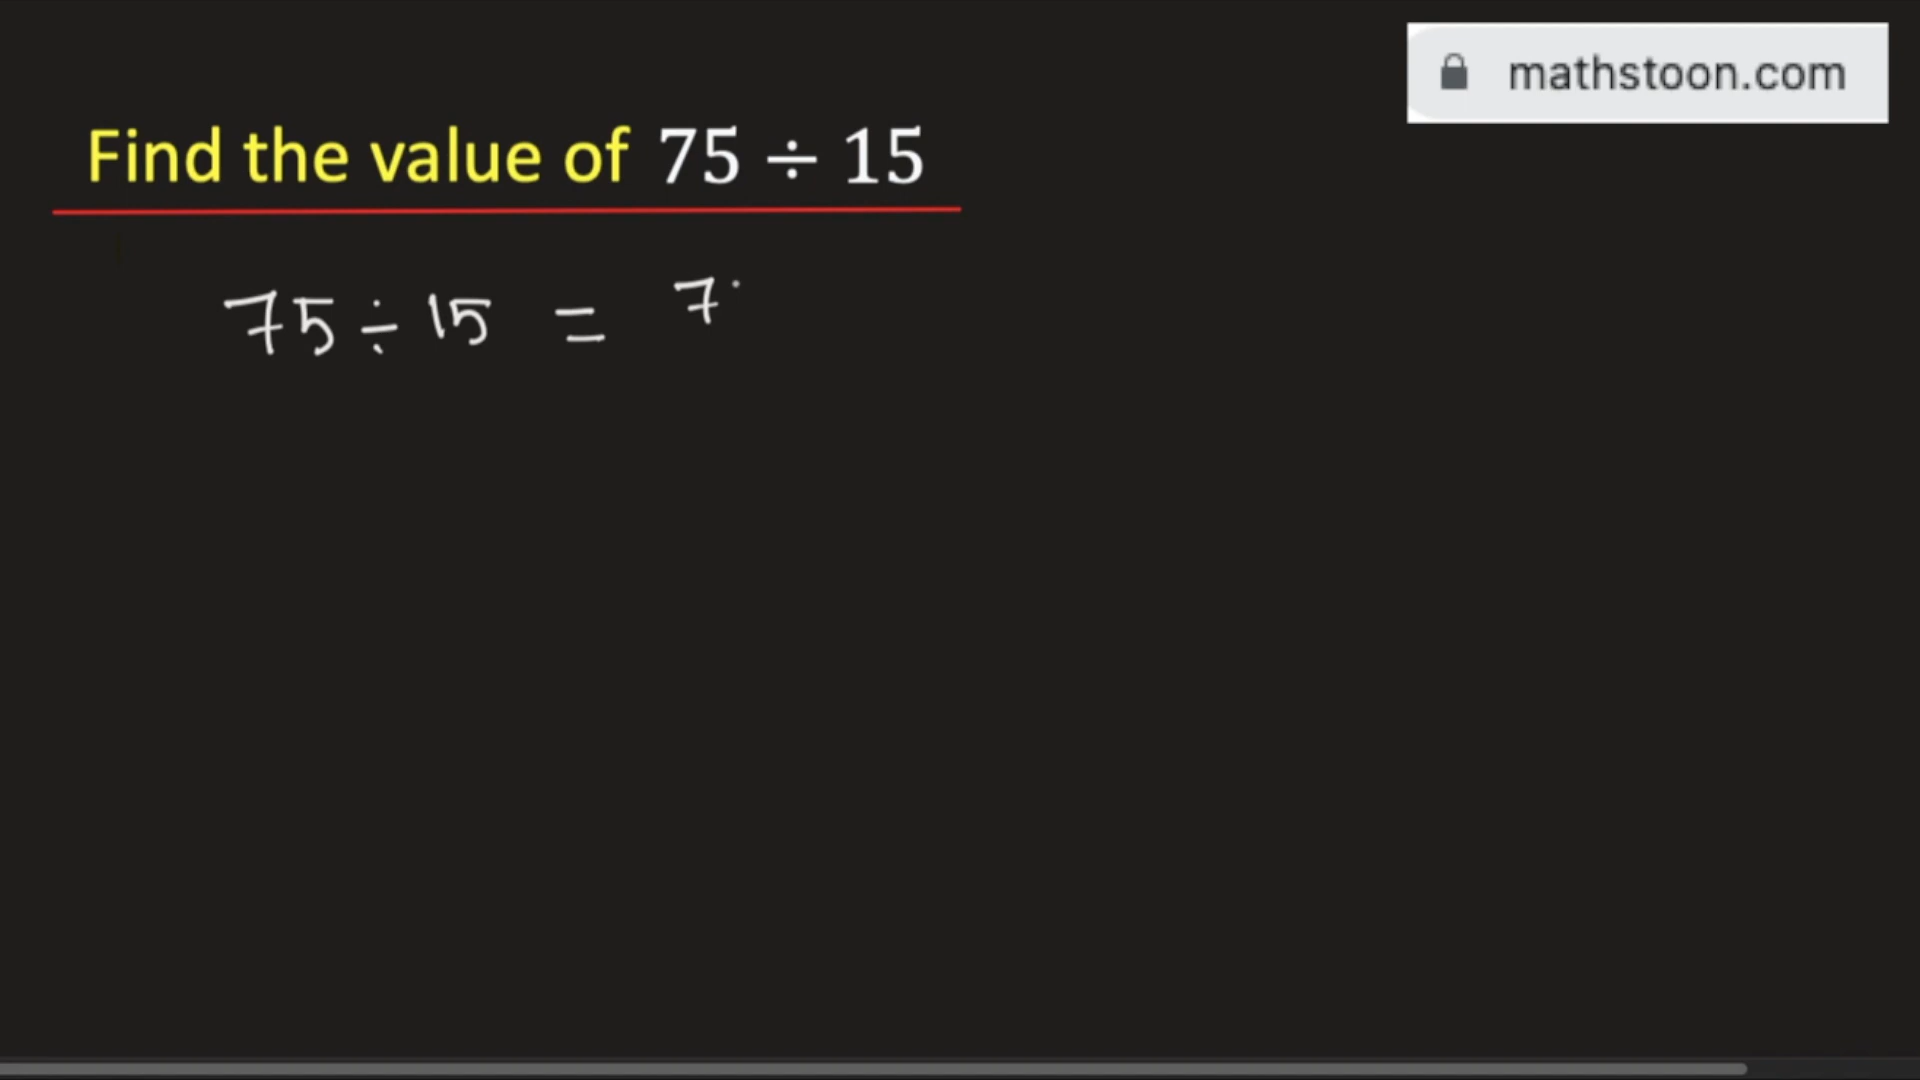 mathstoon.com
Find the value of 75 ÷ 15
75 ÷ 15 = 7